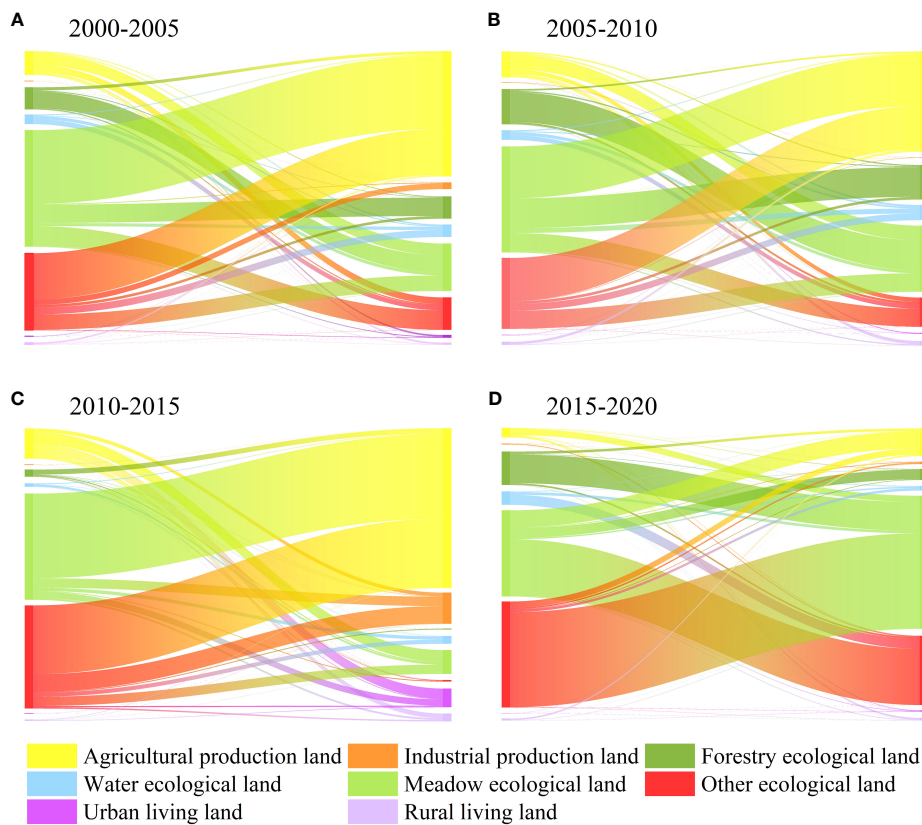 A
2000-2005
B
2005-2010
C
2010-2015
D
2015-2020
Agricultural production land
Industrial production land
Forestry ecological land
Water ecological land
Meadow ecological land
Other ecological land
Urban living land
Rural living land